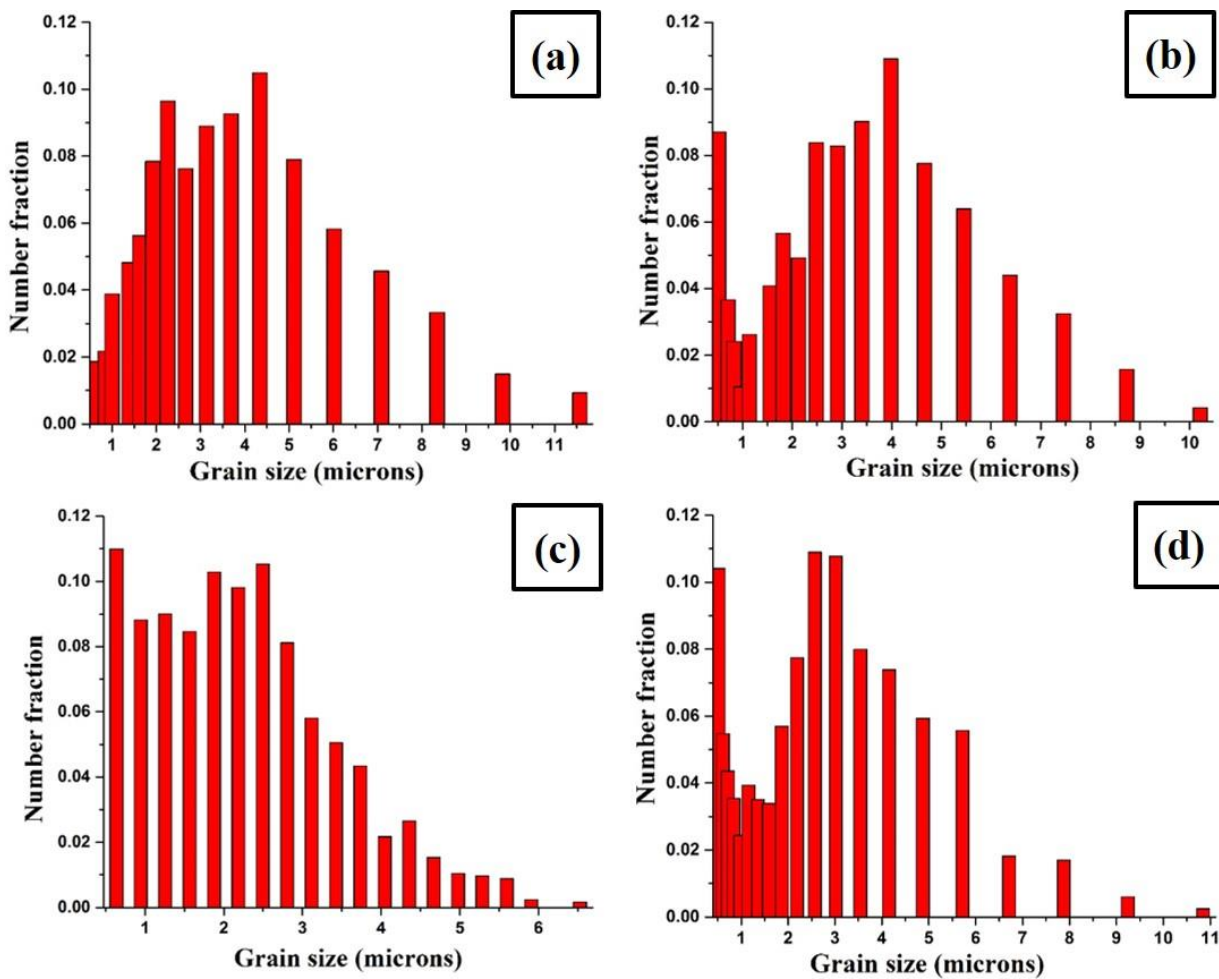 (a)
0.12
0.10
0.08
0.06
0.04
0.02
0.00
Number fraction
1 2 3 4 5 6 7 8 9 10 11
Grain size (microns)
(b)
0.12
0.10
0.08
0.06
0.04
0.02
0.00
Number fraction
1 2 3 4 5 6 7 8 9 10
Grain size (microns)
(c)
0.12
0.10
0.08
0.06
0.04
0.02
0.00
Number fraction
1 2 3 4 5 6
Grain size (microns)
(d)
0.12
0.10
0.08
0.06
0.04
0.02
0.00
Number fraction
1 2 3 4 5 6 7 8 9 10 11
Grain size (microns)